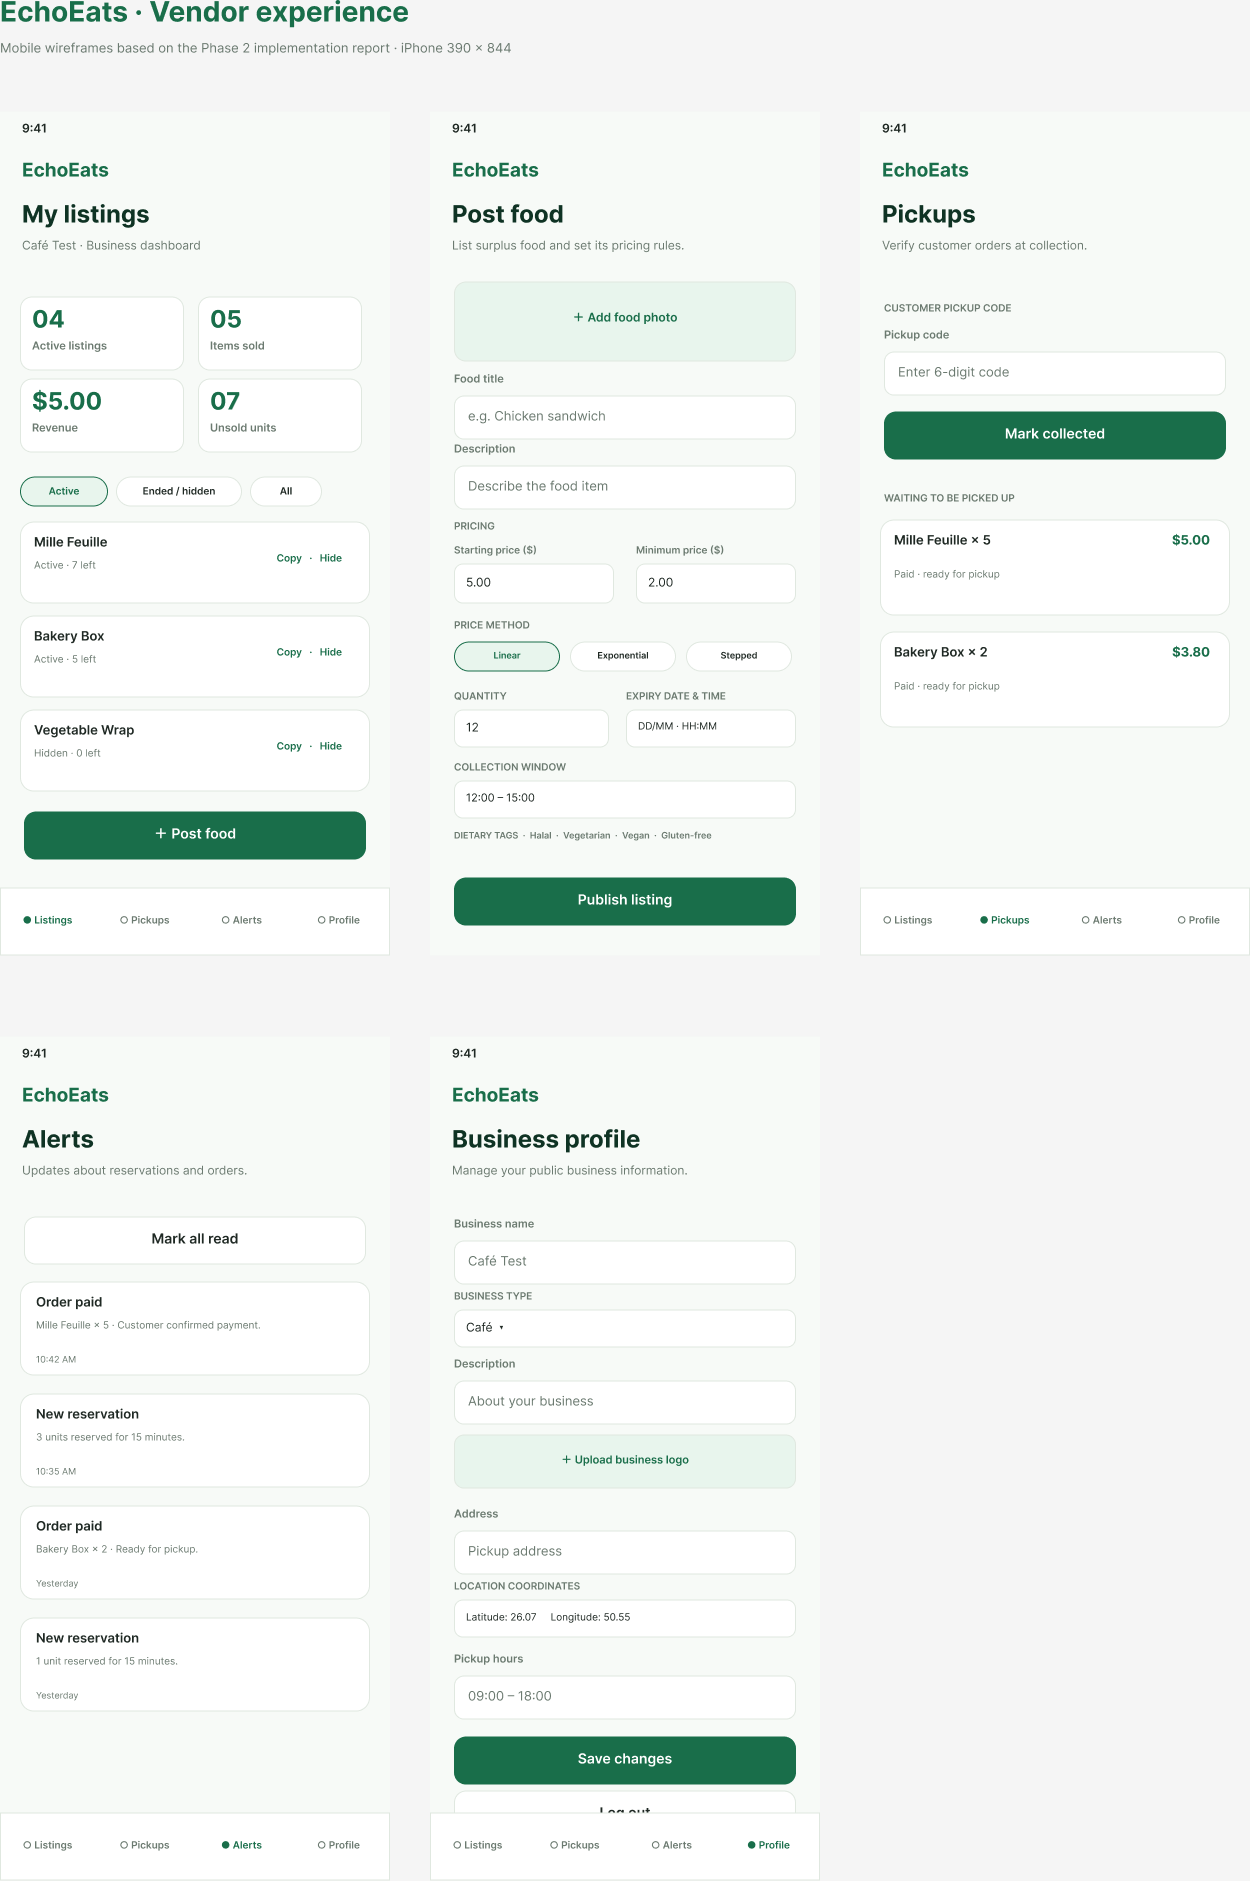 EchoEats · Vendor experience
Mobile wireframes based on the Phase 2 implementation report · iPhone 390 × 844
9:41
EchoEats
My listings
Café Test · Business dashboard
04
Active listings
05
Items sold
$5.00
Revenue
07
Unsold units
Active
Ended / hidden
All
Mille Feuille
Active · 7 left
Copy · Hide
Bakery Box
Active · 5 left
Copy · Hide
Vegetable Wrap
Hidden · 0 left
Copy · Hide
+ Post food
Listings
Pickups
Alerts
Profile
9:41
EchoEats
Post food
List surplus food and set its pricing rules.
+ Add food photo
Food title
e.g. Chicken sandwich
Description
Describe the food item
PRICING
Starting price ($)
Minimum price ($)
5.00
2.00
PRICE METHOD
Linear
Exponential
Stepped
QUANTITY
EXPIRY DATE & TIME
12
DD/MM · HH:MM
COLLECTION WINDOW
12:00 – 15:00
DIETARY TAGS · Halal · Vegetarian · Vegan · Gluten-free
Publish listing
9:41
EchoEats
Pickups
Verify customer orders at collection.
CUSTOMER PICKUP CODE
Pickup code
Enter 6-digit code
Mark collected
WAITING TO BE PICKED UP
Mille Feuille × 5
$5.00
Paid · ready for pickup
Bakery Box × 2
$3.80
Paid · ready for pickup
Listings
Pickups
Alerts
Profile
9:41
EchoEats
Alerts
Updates about reservations and orders.
Mark all read
Order paid
Mille Feuille × 5 · Customer confirmed payment.
10:42 AM
New reservation
3 units reserved for 15 minutes.
10:35 AM
Order paid
Bakery Box × 2 · Ready for pickup.
Yesterday
New reservation
1 unit reserved for 15 minutes.
Yesterday
Listings
Pickups
Alerts
Profile
9:41
EchoEats
Business profile
Manage your public business information.
Business name
Café Test
BUSINESS TYPE
Café
Description
About your business
+ Upload business logo
Address
Pickup address
LOCATION COORDINATES
Latitude: 26.07 Longitude: 50.55
Pickup hours
09:00 – 18:00
Save changes
Log out
Listings
Pickups
Alerts
Profile